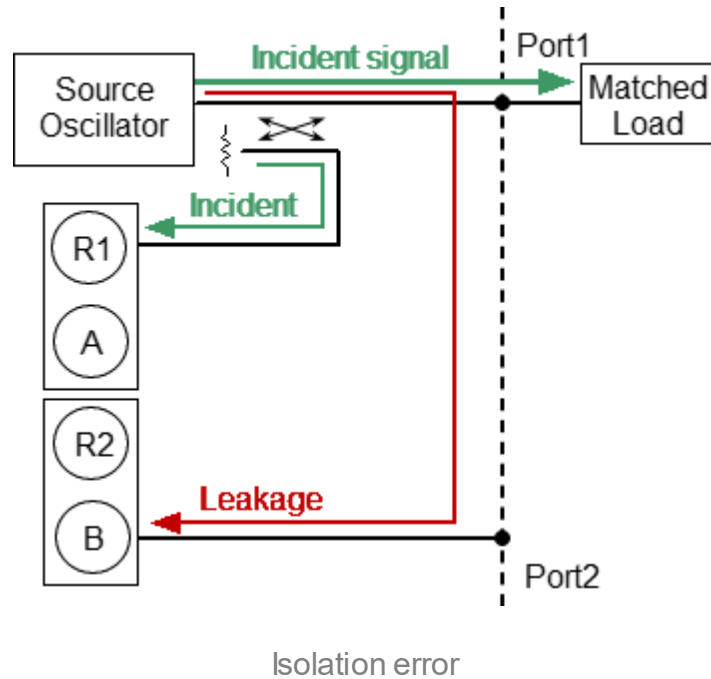 Incident signal
Port1
Source
Oscillator
Matched
Load
Incident
R1
A
R2
Leakage
B
Port2
Isolation error